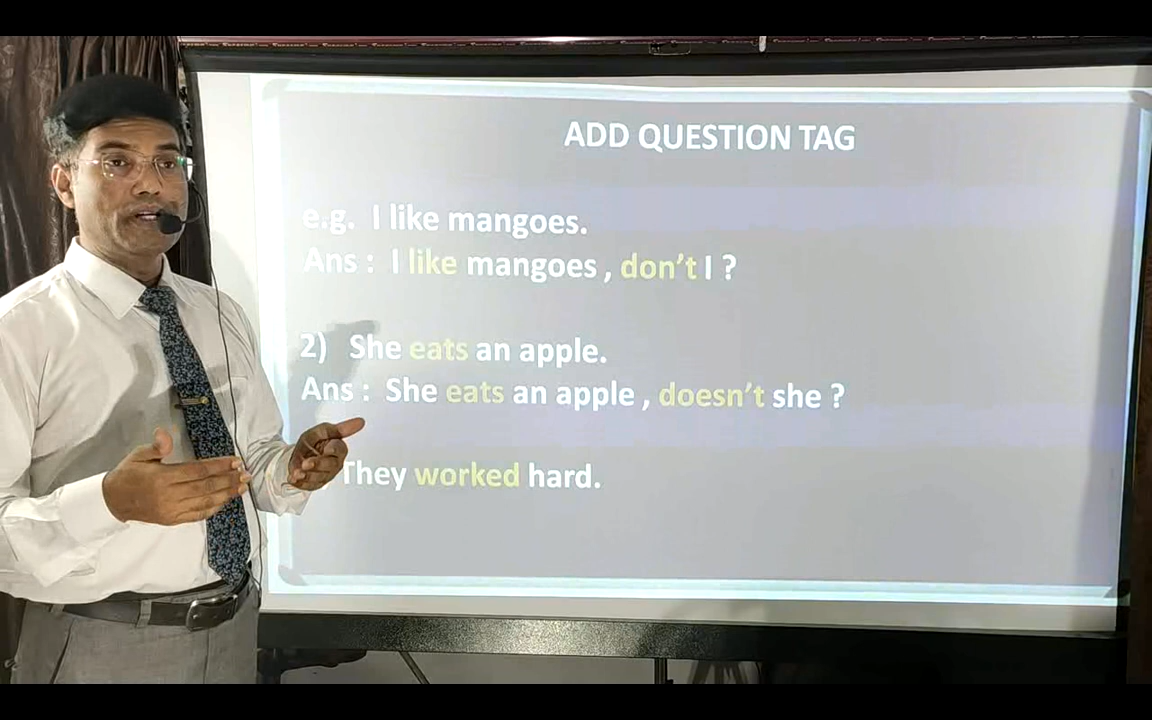 ADD QUESTION TAG
e.g. I like mangoes.
Ans : I like mangoes , don't I ?
2) She eats an apple.
Ans : She eats an apple , doesn't she ?
They worked hard.